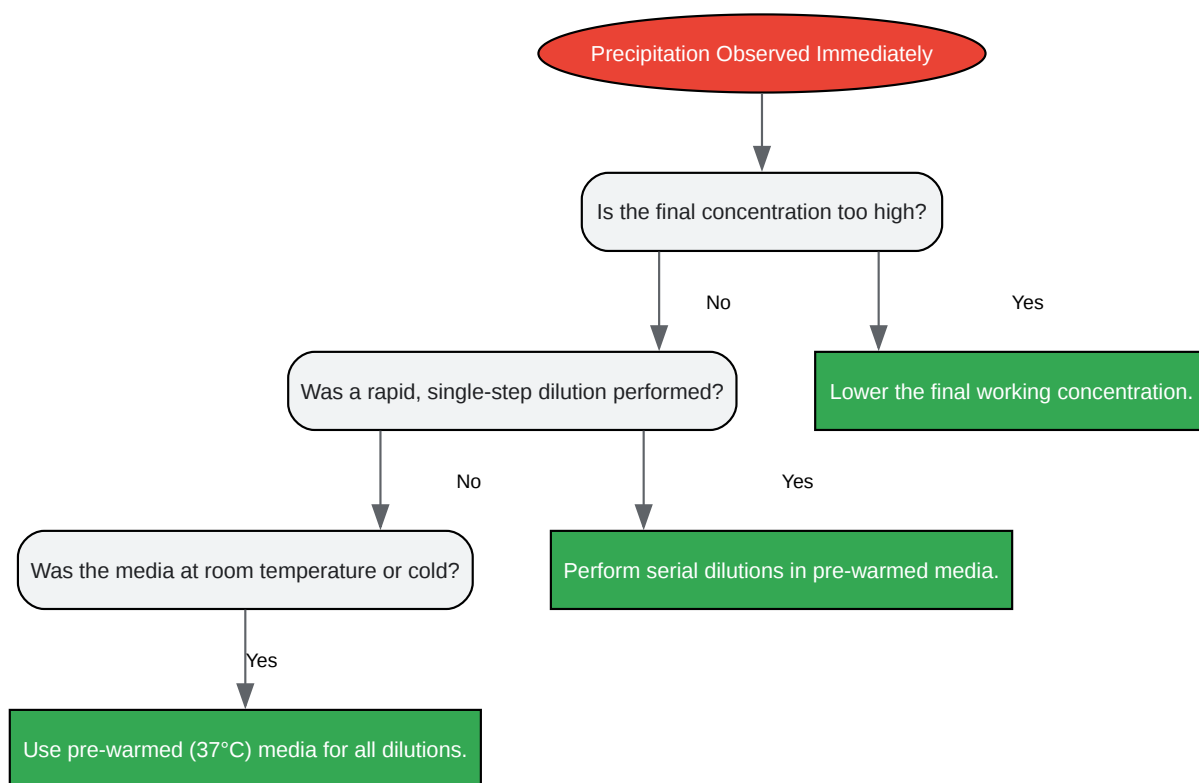 Precipitation Observed Immediately
Is the final concentration too high?
No
Yes
Was a rapid, single-step dilution performed?
Lower the final working concentration.
No
Yes
Was the media at room temperature or cold?
Perform serial dilutions in pre-warmed media.
Yes
Use pre-warmed (37°C) media for all dilutions.